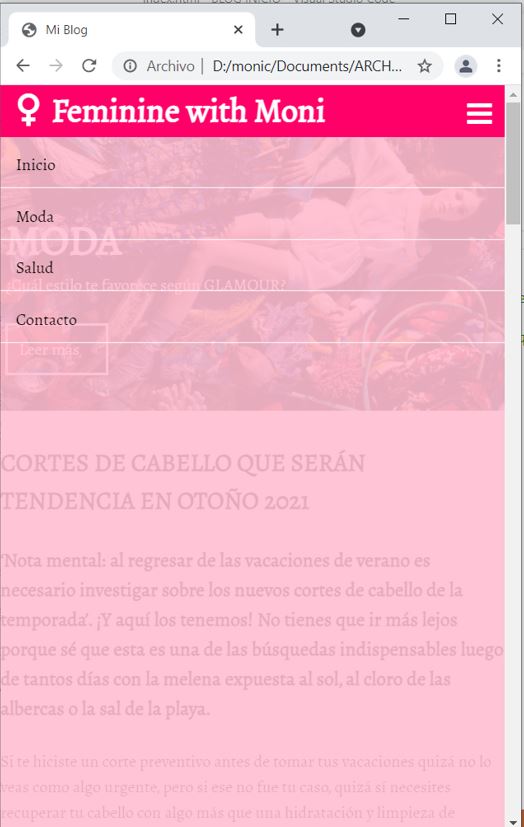 index.html - BLOG INICIO - Visual Studio Code
Mi Blog
Archivo | D:/monic/Documents/ARCH...
Feminine with Moni
Inicio
Moda
MODA
Salud
¿Cuál estilo te favorece según GLAMOUR?
Contacto
Leer más
CORTES DE CABELLO QUE SERÁN
TENDENCIA EN OTOÑO 2021
'Nota mental: al regresar de las vacaciones de verano es
necesario investigar sobre los nuevos cortes de cabello de la
temporada'. ¡Y aquí los tenemos! No tienes que ir más lejos
porque sé que esta es una de las búsquedas indispensables luego
de tantos días con la melena expuesta al sol, al cloro de las
albercas o la sal de la playa.
Si te hiciste un corte preventivo antes de tomar tus vacaciones quizá no lo
veas como algo urgente, pero si ese no fue tu caso, quizá sí necesites
recuperar tu cabello con algo más que una hidratación y limpieza de